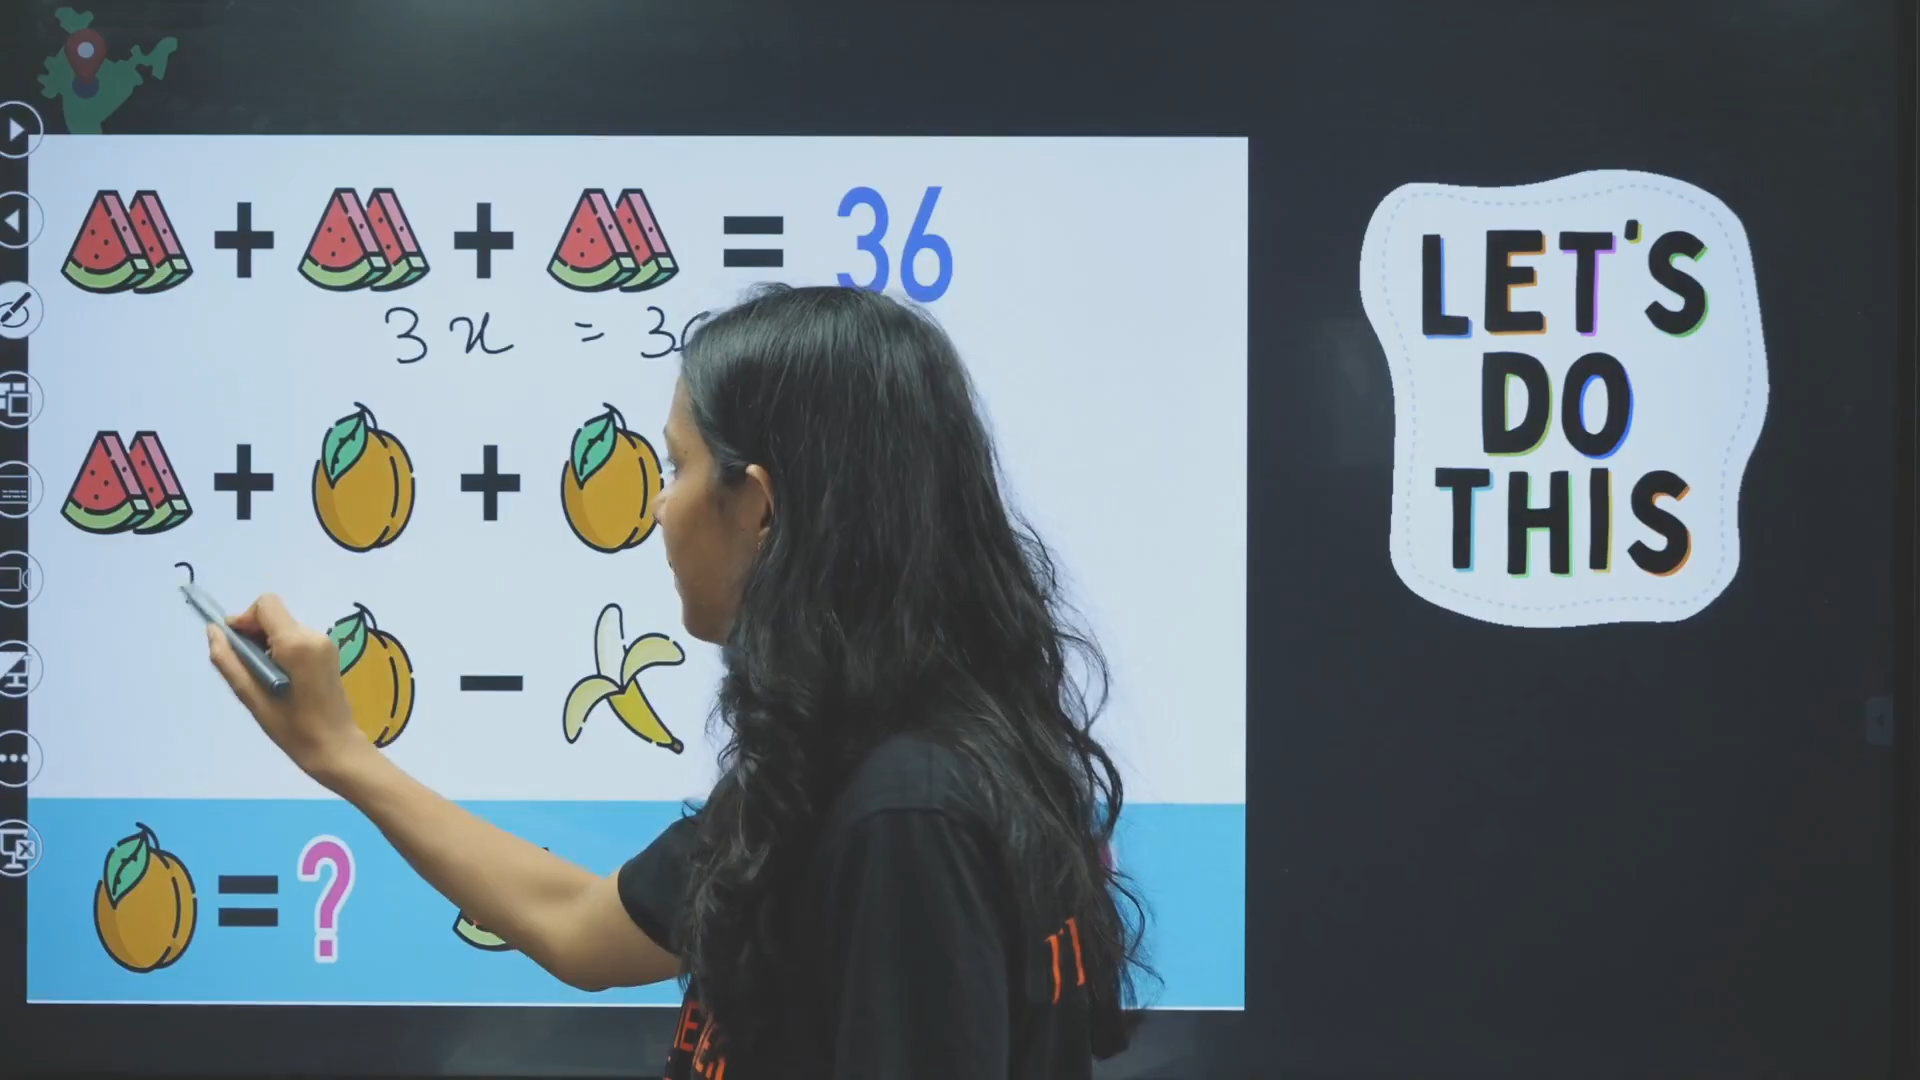 + + = 36
3x = 3
+ +
-
= ?
LET'S
DO
THIS